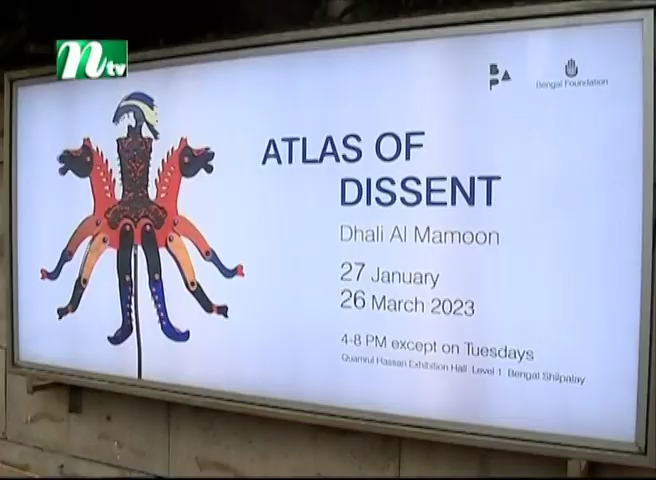 ntv
BAP
Bengal Foundation
ATLAS OF
DISSENT
Dhali Al Mamoon
27 January
26 March 2023
4-8 PM except on Tuesdays
Quamrul Hassan Exhibition Hall Level 1 Bengal Shilpalay